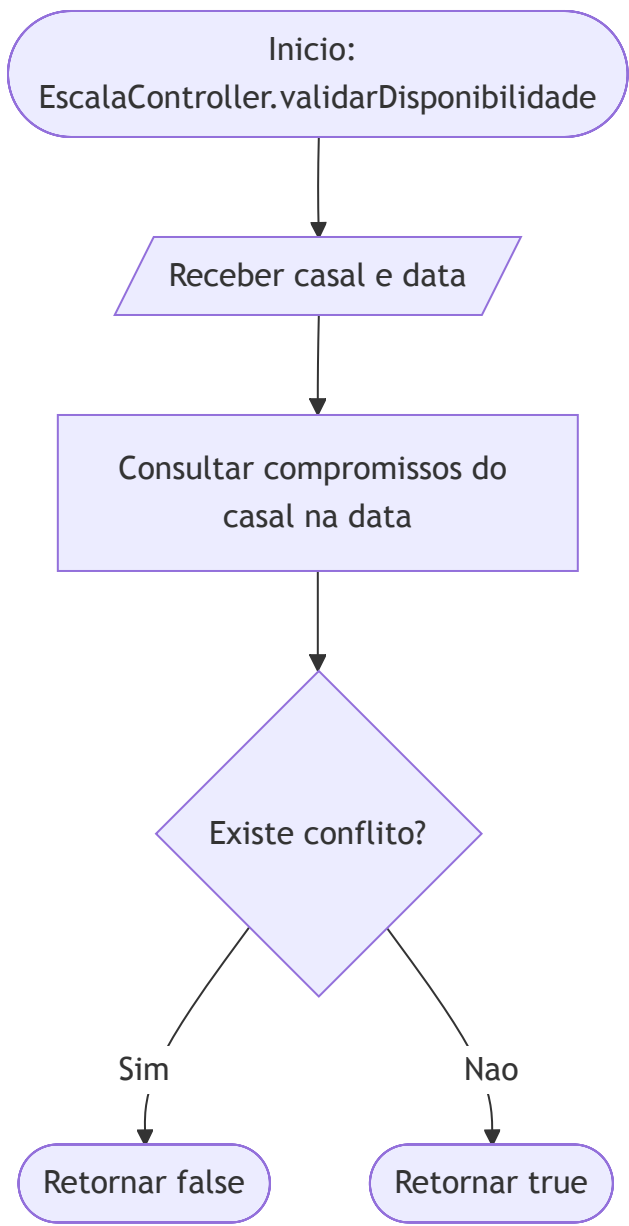 Inicio:
EscalaController.validarDisponibilidade
Receber casal e data
Consultar compromissos do
casal na data
Existe conflito?
Sim
Nao
Retornar false
Retornar true